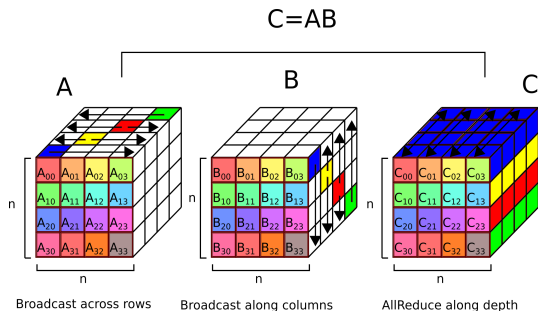 C=AB
A
B
C
A00 A01 A02 A03
A10 A11 A12 A13
A20 A21 A22 A23
A30 A31 A32 A33
n
n
B00 B01 B02 B03
B10 B11 B12 B13
B20 B21 B22 B23
B30 B31 B32 B33
n
n
C00 C01 C02 C03
C10 C11 C12 C13
C20 C21 C22 C23
C30 C31 C32 C33
n
n
Broadcast across rows
Broadcast along columns
AllReduce along depth